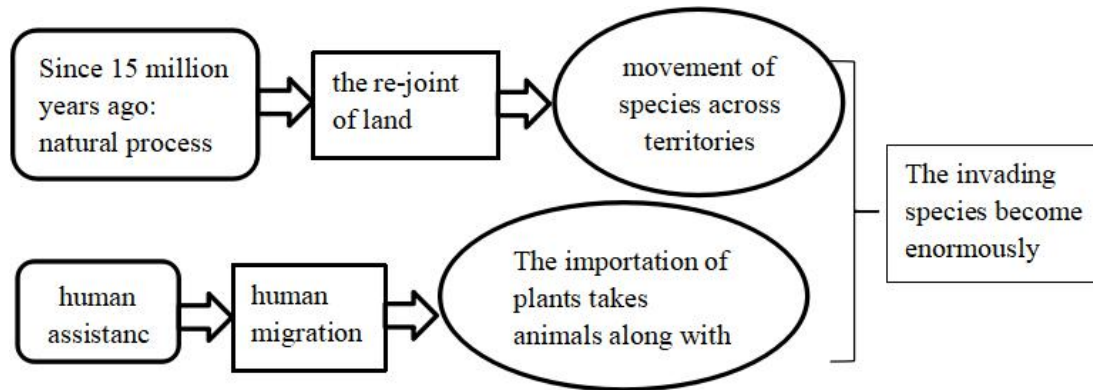 Since 15 million
years ago:
natural process
the re-joint
of land
movement of
species across
territories
The invading
species become
enormously
human
assistanc
human
migration
The importation of
plants takes
animals along with